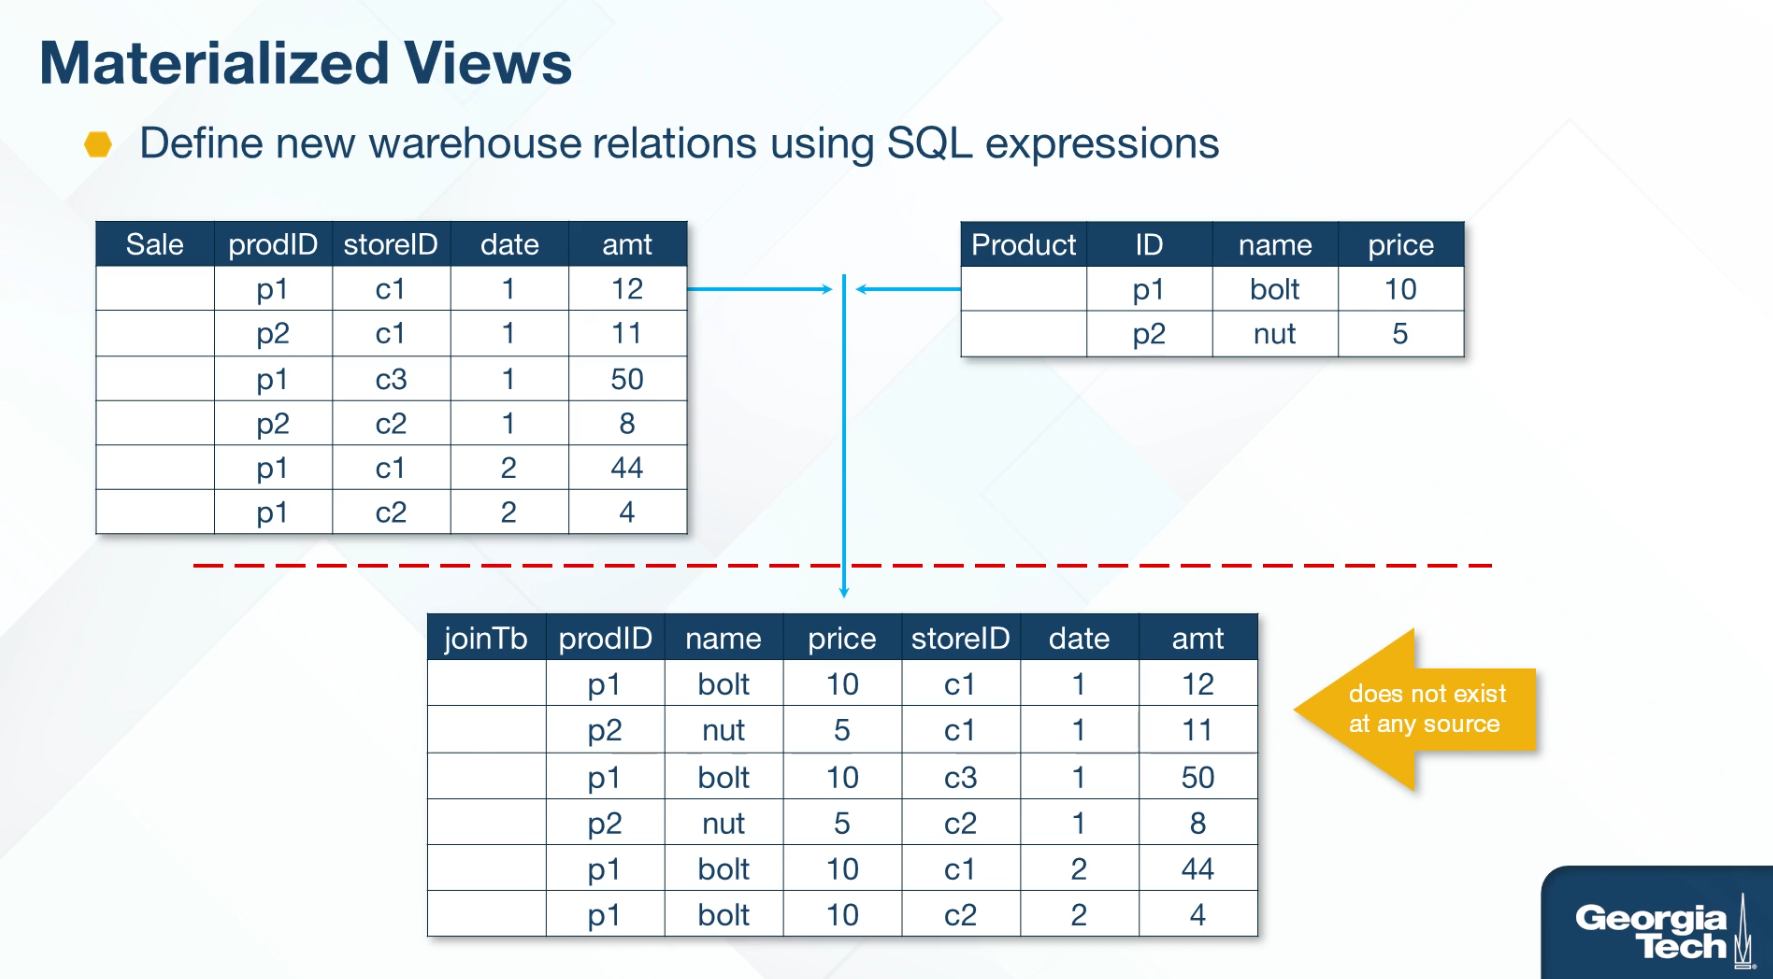 Materialized Views
Define new warehouse relations using SQL expressions
Sale prodID storeID date amt
p1 c1 1 12
p2 c1 1 11
p1 c3 1 50
p2 c2 1 8
p1 c1 2 44
p1 c2 2 4
Product ID name price
p1 bolt 10
p2 nut 5
joinTb prodID name price storeID date amt
p1 bolt 10 c1 1 12
p2 nut 5 c1 1 11
p1 bolt 10 c3 1 50
p2 nut 5 c2 1 8
p1 bolt 10 c1 2 44
p1 bolt 10 c2 2 4
does not exist
at any source
Georgia
Tech